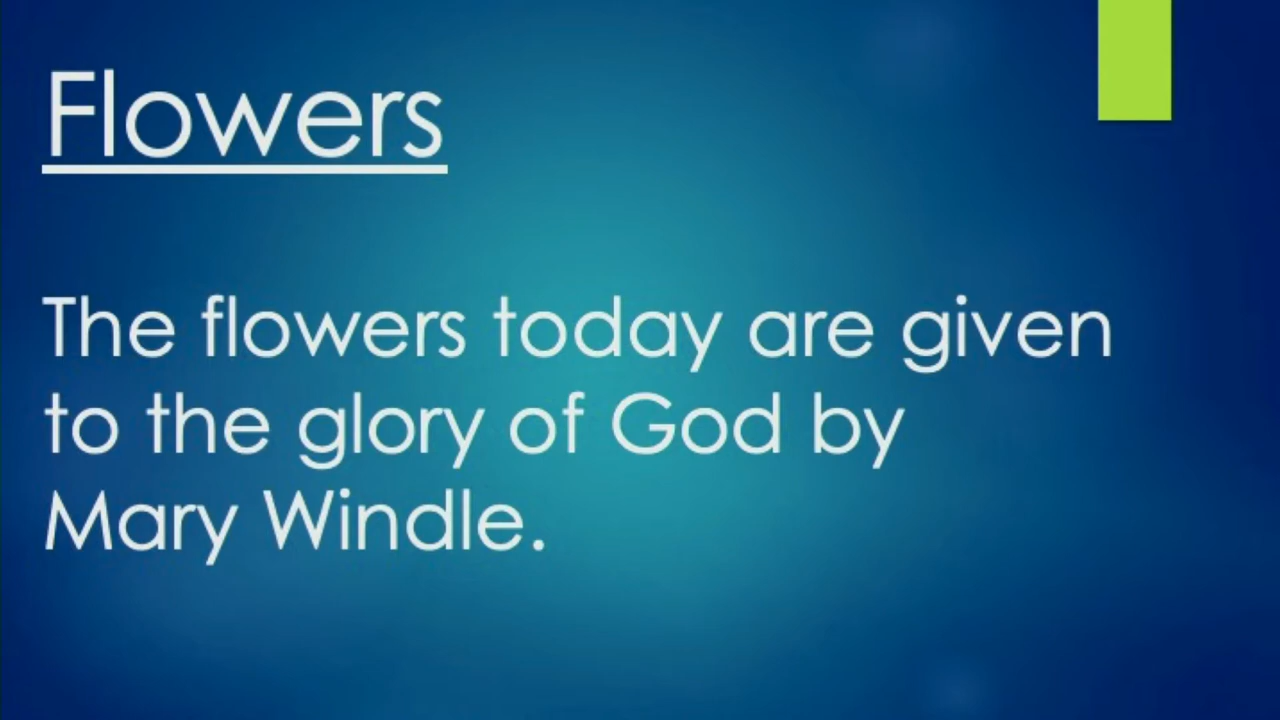 Flowers
The flowers today are given
to the glory of God by
Mary Windle.